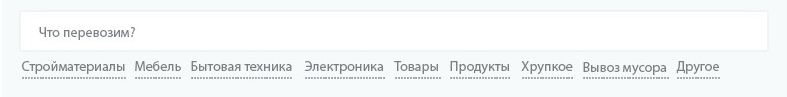 Что перевозим?
Стройматериалы Мебель Бытовая техника Электроника Товары Продукты Хрупкое Вывоз мусора Другое